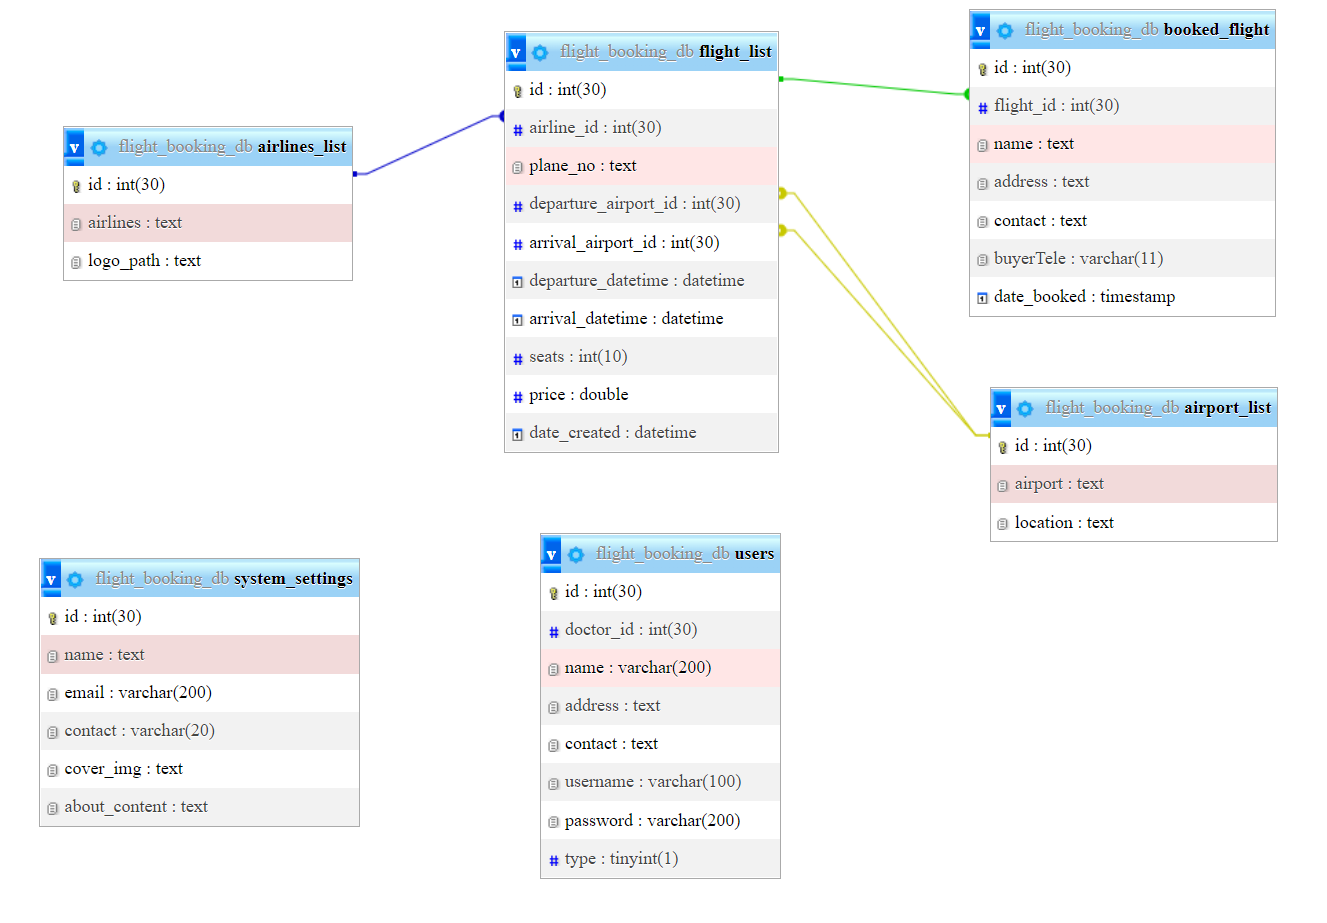 v flight_booking_db airlines_list
id : int(30)
airlines : text
logo_path : text
v flight_booking_db flight_list
id : int(30)
airline_id : int(30)
plane_no : text
departure_airport_id : int(30)
arrival_airport_id : int(30)
departure_datetime : datetime
arrival_datetime : datetime
seats : int(10)
price : double
date_created : datetime
v flight_booking_db booked_flight
id : int(30)
flight_id : int(30)
name : text
address : text
contact : text
buyerTele : varchar(11)
date_booked : timestamp
v flight_booking_db airport_list
id : int(30)
airport : text
location : text
v flight_booking_db system_settings
id : int(30)
name : text
email : varchar(200)
contact : varchar(20)
cover_img : text
about_content : text
v flight_booking_db users
id : int(30)
doctor_id : int(30)
name : varchar(200)
address : text
contact : text
username : varchar(100)
password : varchar(200)
type : tinyint(1)